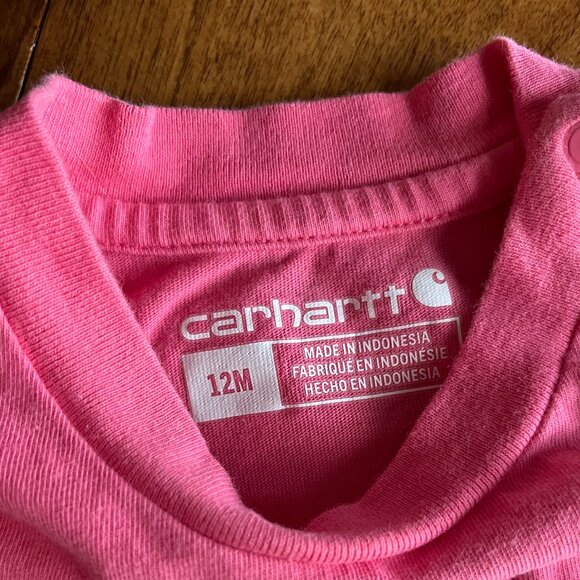 carhartt
12M
MADE IN INDONESIA
FABRIQUÉ EN INDONÉSIE
HECHO EN INDONESIA